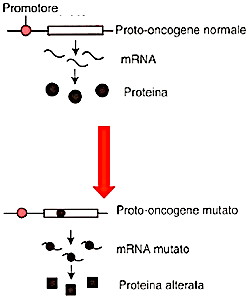 Promotore
Proto-oncogene normale
mRNA
Proteina
Proto-oncogene mutato
mRNA mutato
Proteina alterata